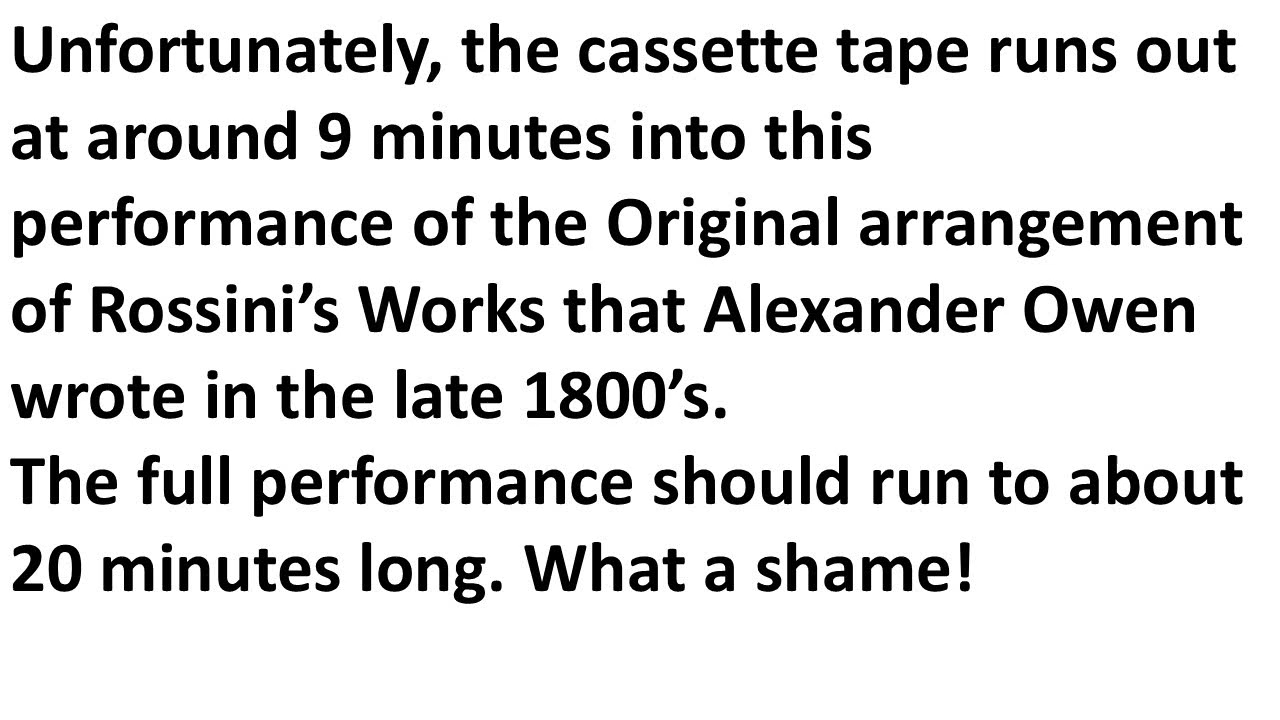 Unfortunately, the cassette tape runs out
at around 9 minutes into this
performance of the Original arrangement
of Rossini’s Works that Alexander Owen
wrote in the late 1800’s.
The full performance should run to about
20 minutes long. What a shame!